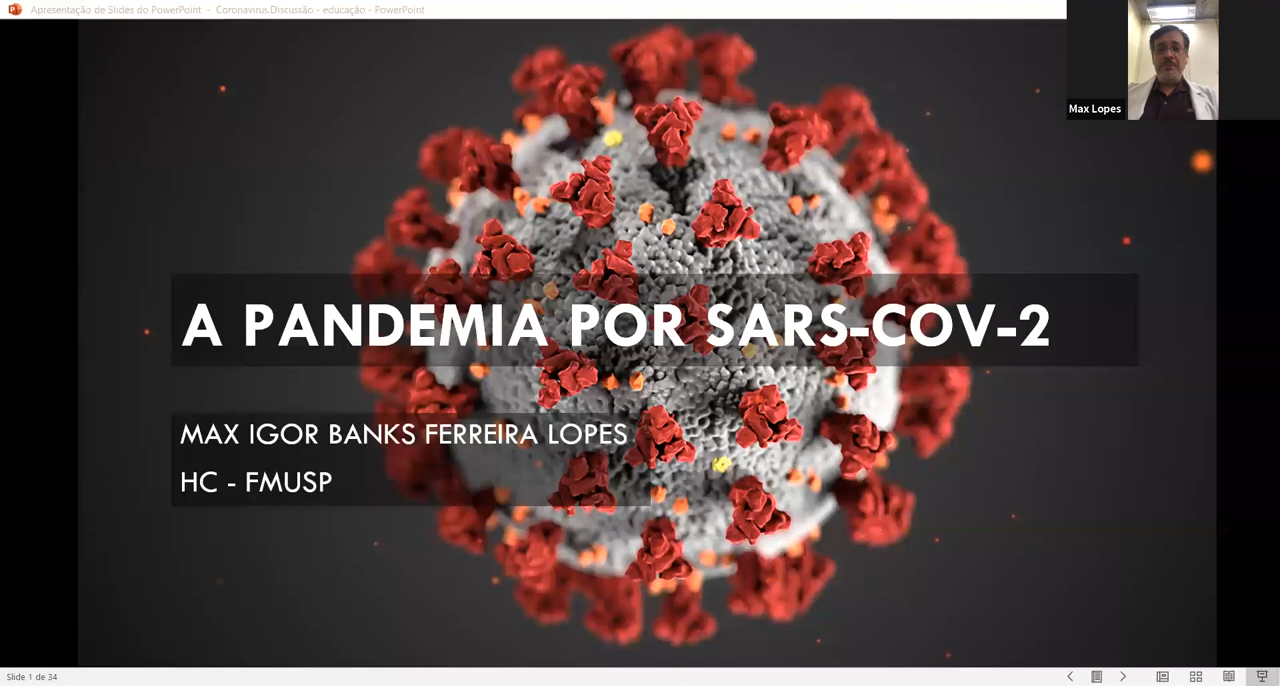 Apresentação de Slides do PowerPoint - Coronavirus.Discussão - educação - PowerPoint
Max Lopes
A PANDEMIA POR SARS-COV-2
MAX IGOR BANKS FERREIRA LOPES
HC - FMUSP
Slide 1 de 34